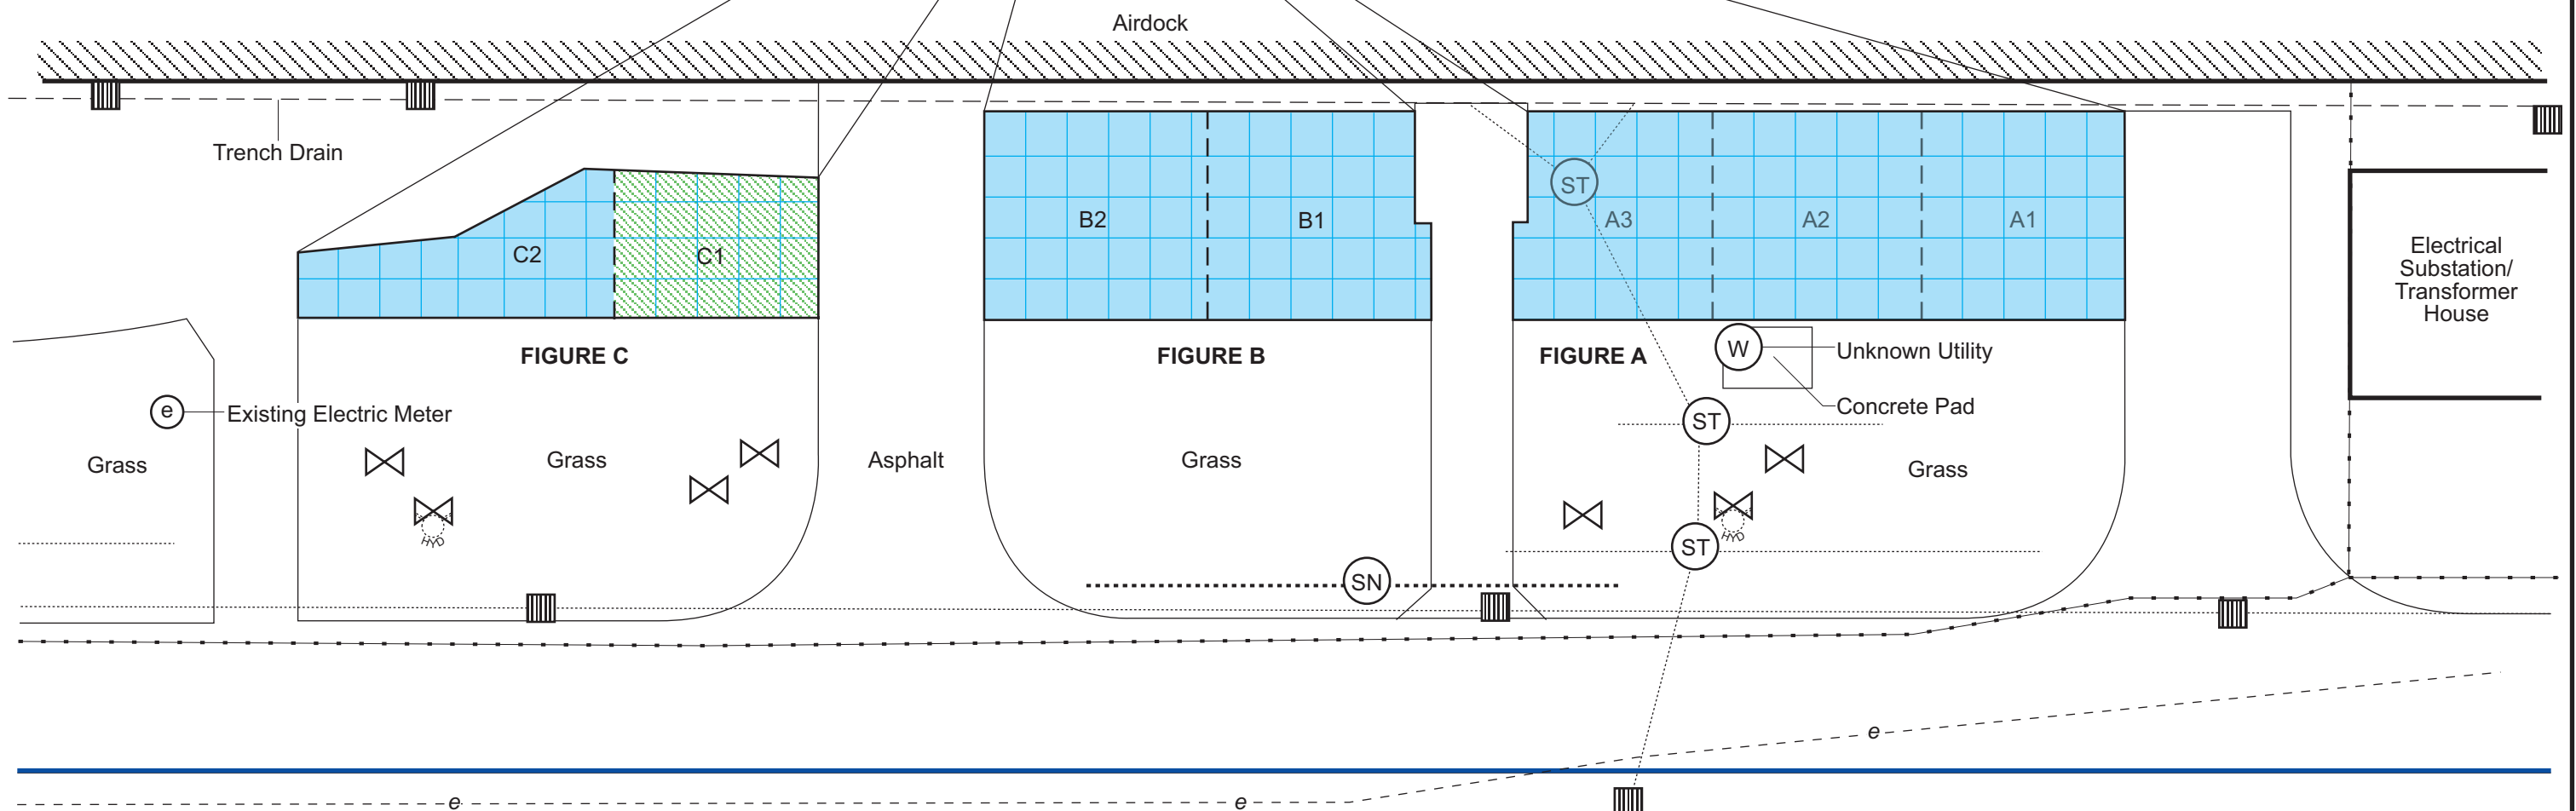 Airdock
Trench Drain
ST
B2
B1
A3
A2
A1
C2
C1
Electrical
Substation/
Transformer
House
FIGURE C
FIGURE B
FIGURE A
W
Unknown Utility
e
Existing Electric Meter
Concrete Pad
ST
Grass
Grass
Asphalt
Grass
Grass
HYD
HYD
ST
SN
e
e
e